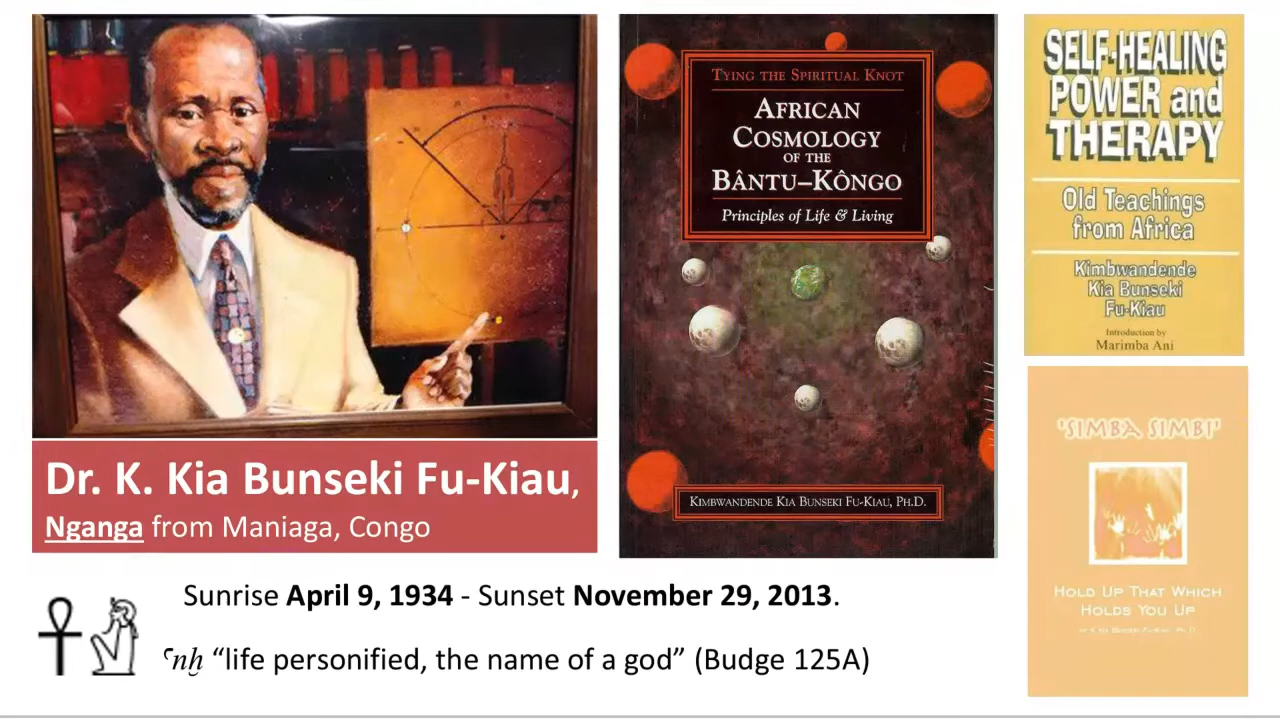 Dr. K. Kia Bunseki Fu-Kiau,
Nganga from Maniaga, Congo
TYING THE SPIRITUAL KNOT
AFRICAN
COSMOLOGY
OF THE
BÂNTU–KÔNGO
Principles of Life & Living
KIMBWANDENDE KIA BUNSEKI FU-KIAU, PH.D.
SELF-HEALING
POWER and
THERAPY
Old Teachings
from Africa
Kimbwandende
Kia Bunseki
Fu-Kiau
Introduction by
Marimba Ani
'SIMBA SIMBI'
HOLD UP THAT WHICH
HOLDS YOU UP
Sunrise April 9, 1934 - Sunset November 29, 2013.
ꜥnḫ “life personified, the name of a god” (Budge 125A)